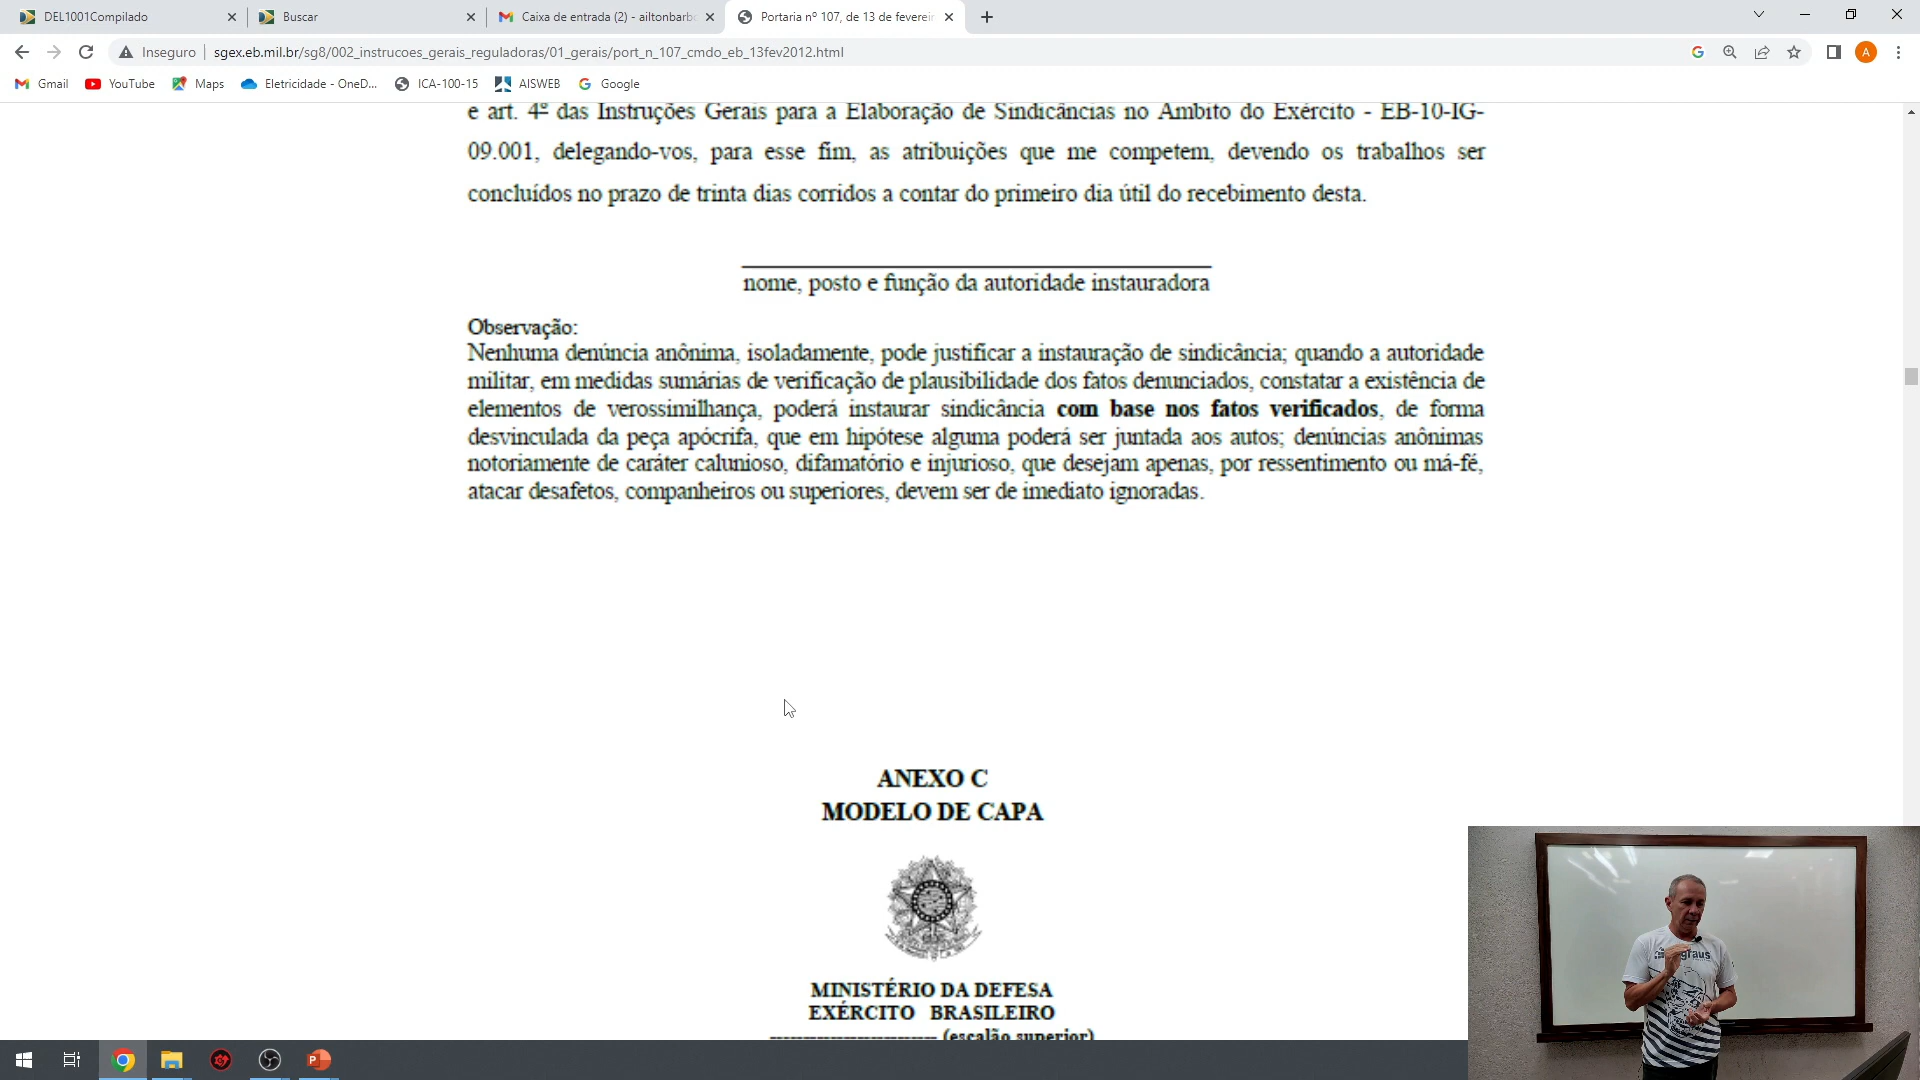 DEL1001Compilado
Buscar
Caixa de entrada (2) - ailtonbarb
Portaria nº 107, de 13 de feverei
Inseguro
sgex.eb.mil.br/sg8/002_instrucoes_gerais_reguladoras/01_gerais/port_n_107_cmdo_eb_13fev2012.html
A
Gmail
YouTube
Maps
Eletricidade - OneD...
ICA-100-15
AISWEB
Google
e art. 4º das Instruções Gerais para a Elaboração de Sindicâncias no Âmbito do Exército - EB-10-IG-
09.001, delegando-vos, para esse fim, as atribuições que me competem, devendo os trabalhos ser
concluídos no prazo de trinta dias corridos a contar do primeiro dia útil do recebimento desta.
nome, posto e função da autoridade instauradora
Observação:
Nenhuma denúncia anônima, isoladamente, pode justificar a instauração de sindicância; quando a autoridade
militar, em medidas sumárias de verificação de plausibilidade dos fatos denunciados, constatar a existência de
elementos de verossimilhança, poderá instaurar sindicância com base nos fatos verificados, de forma
desvinculada da peça apócrifa, que em hipótese alguma poderá ser juntada aos autos; denúncias anônimas
notoriamente de caráter calunioso, difamatório e injurioso, que desejam apenas, por ressentimento ou má-fé,
atacar desafetos, companheiros ou superiores, devem ser de imediato ignoradas.
ANEXO C
MODELO DE CAPA
MINISTÉRIO DA DEFESA
EXÉRCITO BRASILEIRO
(escalão superior)